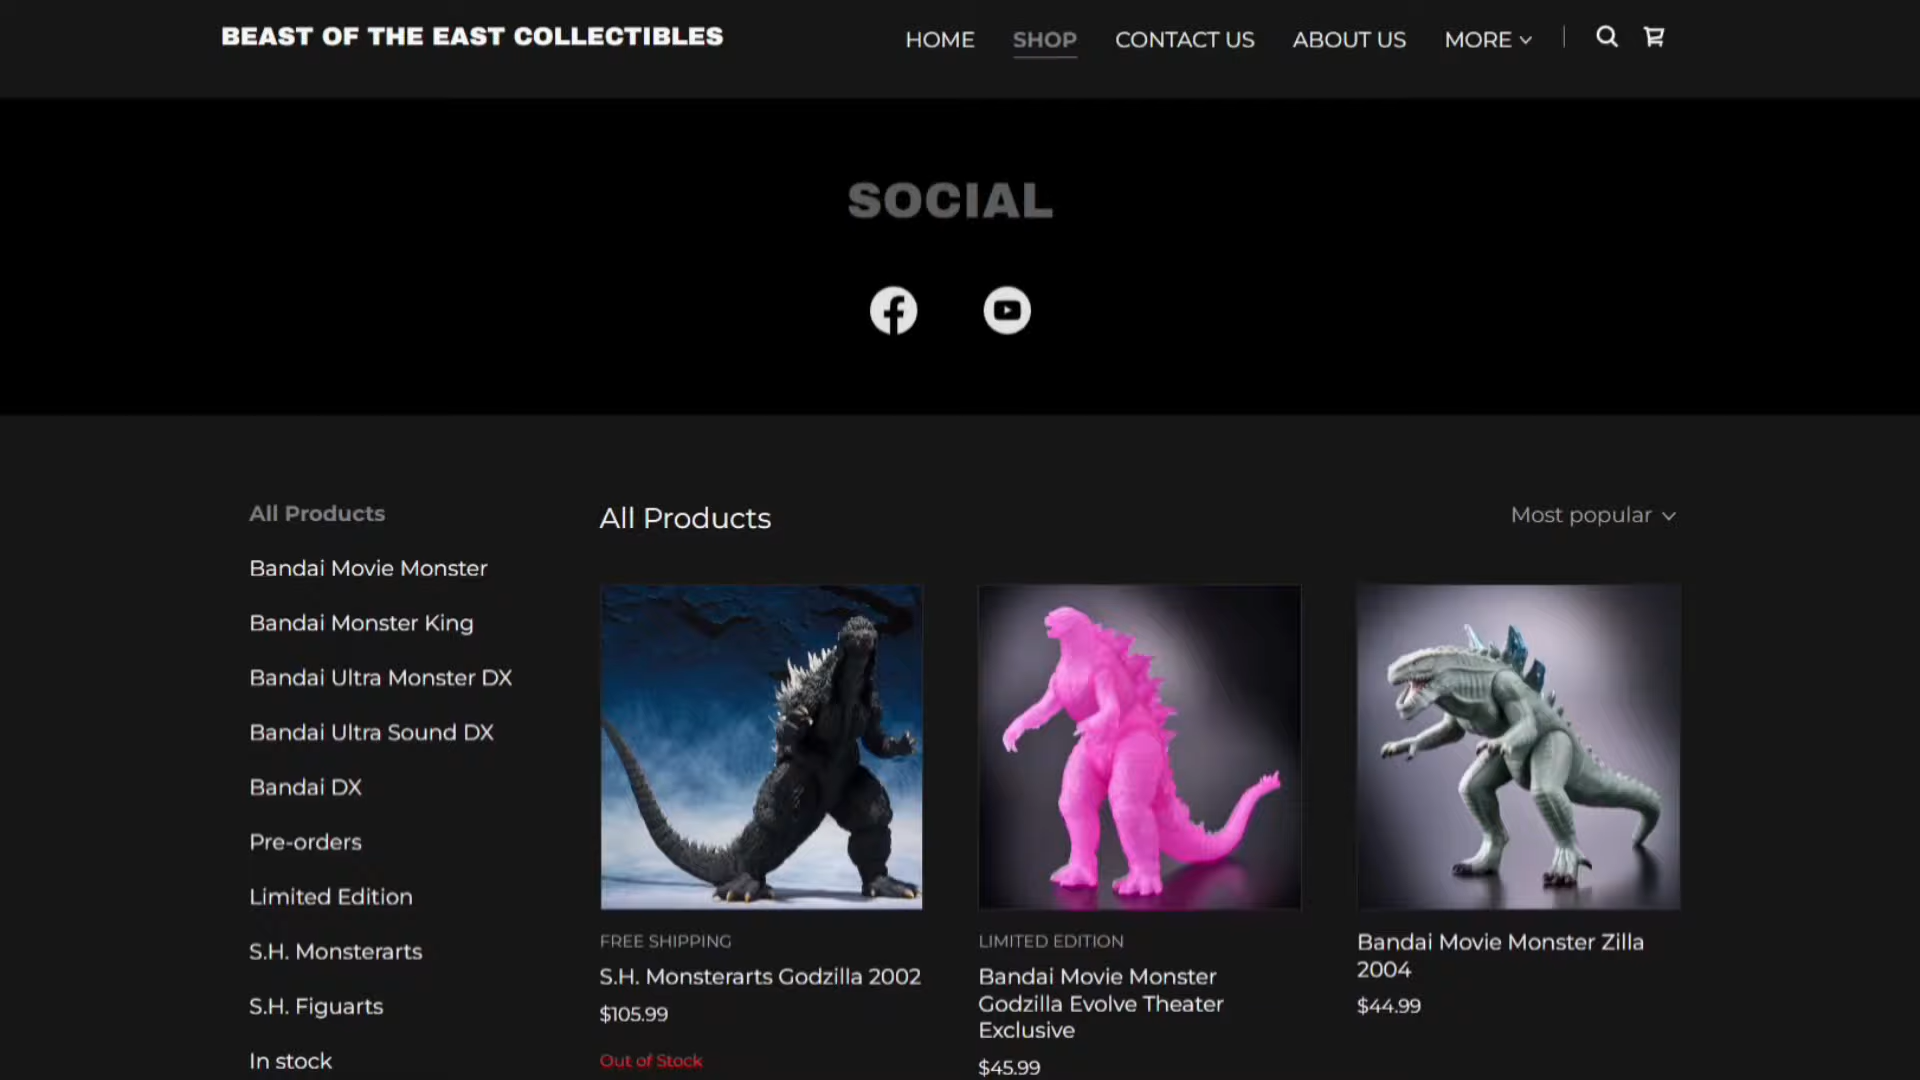 BEAST OF THE EAST COLLECTIBLES
HOME SHOP CONTACT US ABOUT US MORE
SOCIAL
All Products
Bandai Movie Monster
Bandai Monster King
Bandai Ultra Monster DX
Bandai Ultra Sound DX
Bandai DX
Pre-orders
Limited Edition
S.H. Monsterarts
S.H. Figuarts
In stock
All Products
Most popular
FREE SHIPPING
S.H. Monsterarts Godzilla 2002
$105.99
Out of Stock
LIMITED EDITION
Bandai Movie Monster
Godzilla Evolve Theater
Exclusive
$45.99
Bandai Movie Monster Zilla
2004
$44.99